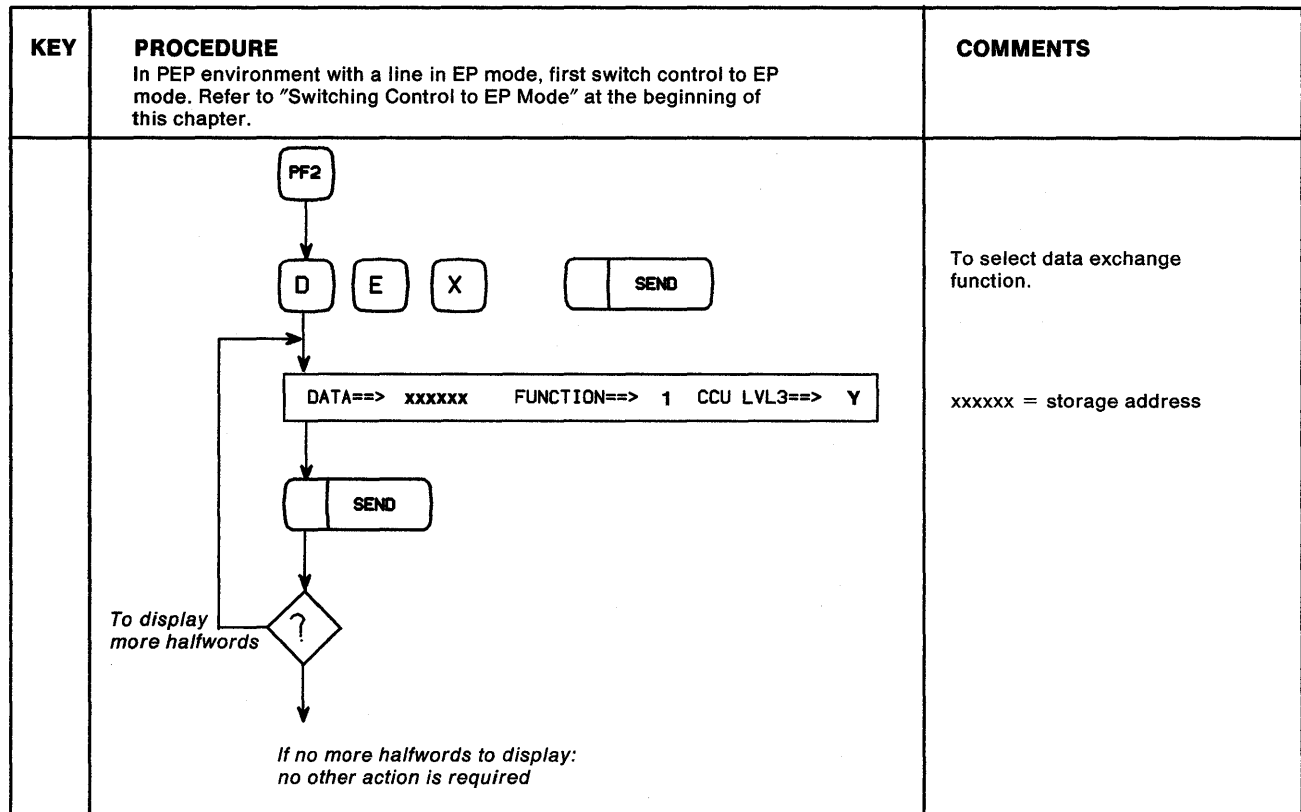 KEY
PROCEDURE
In PEP environment with a line in EP mode, first switch control to EP
mode. Refer to "Switching Control to EP Mode" at the beginning of
this chapter.
COMMENTS
PF2
D E X SEND
To select data exchange
function.
DATA==> xxxxxx FUNCTION==> 1 CCU LVL3==> Y
xxxxxx = storage address
SEND
?
To display
more halfwords
If no more halfwords to display:
no other action is required